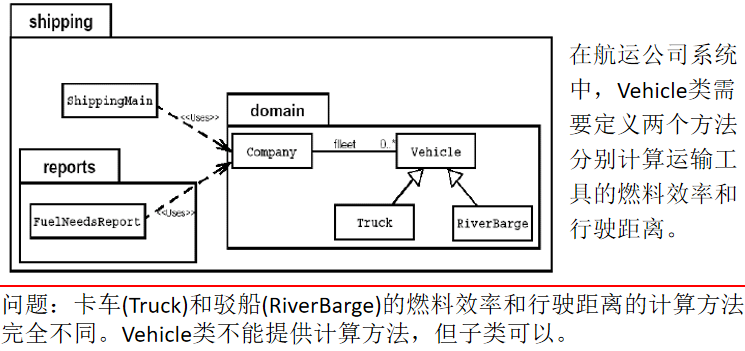 shipping
在航运公司系统
中，Vehicle类需
要定义两个方法
分别计算运输工
具的燃料效率和
行驶距离。
ShippingMain
<<Uses>>
domain
Company
flleet
0..*
Vehicle
reports
FuelNeedsReport
<<Uses>>
Truck
RiverBarge
问题：卡车(Truck)和驳船(RiverBarge)的燃料效率和行驶距离的计算方法
完全不同。Vehicle类不能提供计算方法，但子类可以。